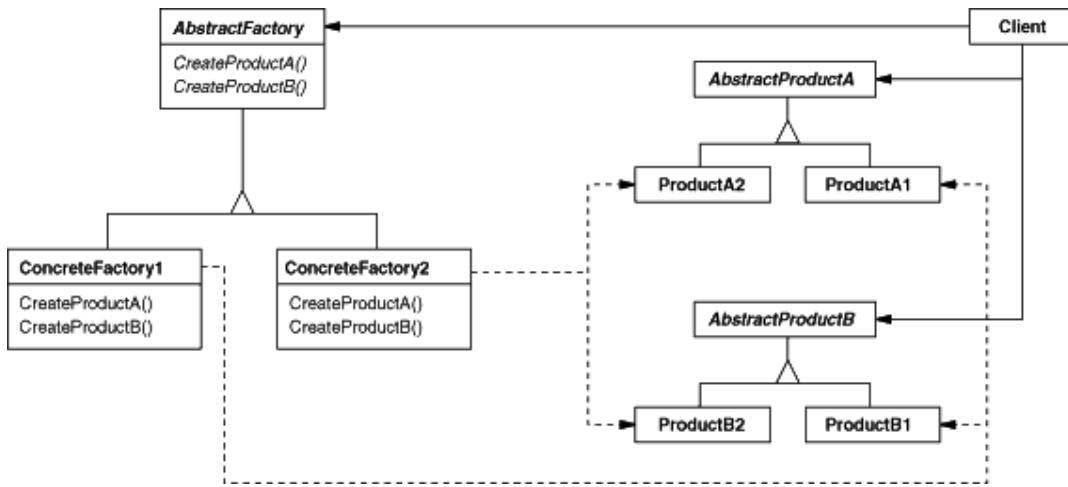 AbstractFactory
CreateProductA()
CreateProductB()
Client
AbstractProductA
ProductA2
ProductA1
ConcreteFactory1
CreateProductA()
CreateProductB()
ConcreteFactory2
CreateProductA()
CreateProductB()
AbstractProductB
ProductB2
ProductB1